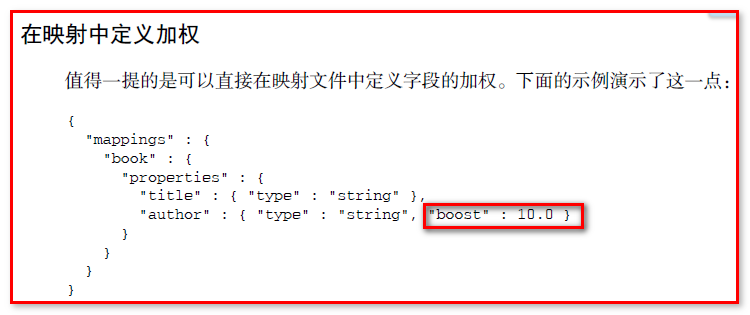 在映射中定义加权
值得一提的是可以直接在映射文件中定义字段的加权。下面的示例演示了这一点：
{
"mappings" : {
"book" : {
"properties" : {
"title" : { "type" : "string" },
"author" : { "type" : "string", "boost" : 10.0 }
}
}
}
}